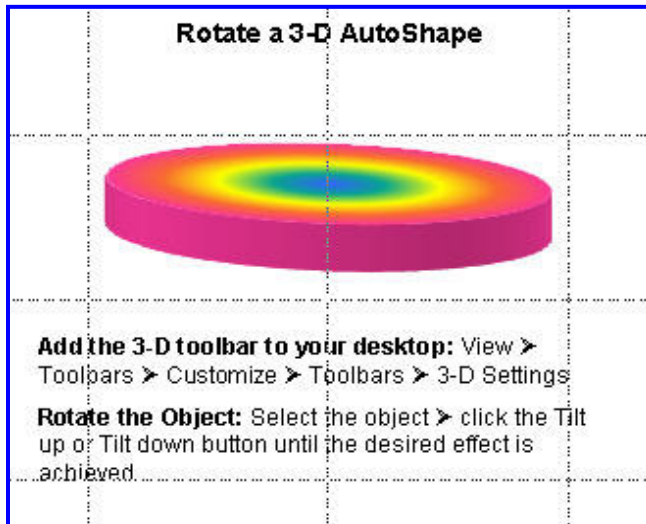 Rotate a 3-D AutoShape
Add the 3-D toolbar to your desktop: View ➤
Toolbars ➤ Customize ➤ Toolbars ➤ 3-D Settings
Rotate the Object: Select the object ➤ click the Tilt
up or Tilt down button until the desired effect is
achieved